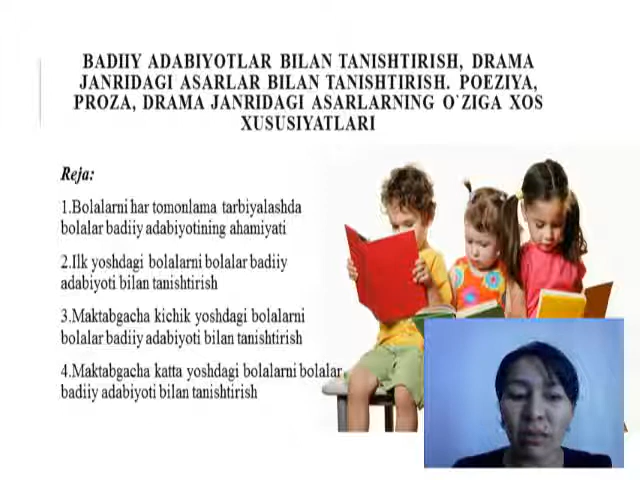 BADIIY ADABIYOTLAR BILAN TANISHTIRISH, DRAMA
JANRIDAGI ASARLAR BILAN TANISHTIRISH. POEZIYA,
PROZA, DRAMA JANRIDAGI ASARLARNING O`ZIGA XOS
XUSUSIYATLARI
Reja:
1.Bolalarni har tomonlama tarbiyalashda
bolalar badiiy adabiyotining ahamiyati
2.Ilk yoshdagi bolalarni bolalar badiiy
adabiyoti bilan tanishtirish
3.Maktabgacha kichik yoshdagi bolalarni
bolalar badiiy adabiyoti bilan tanishtirish
4.Maktabgacha katta yoshdagi bolalarni bolalar
badiiy adabiyoti bilan tanishtirish